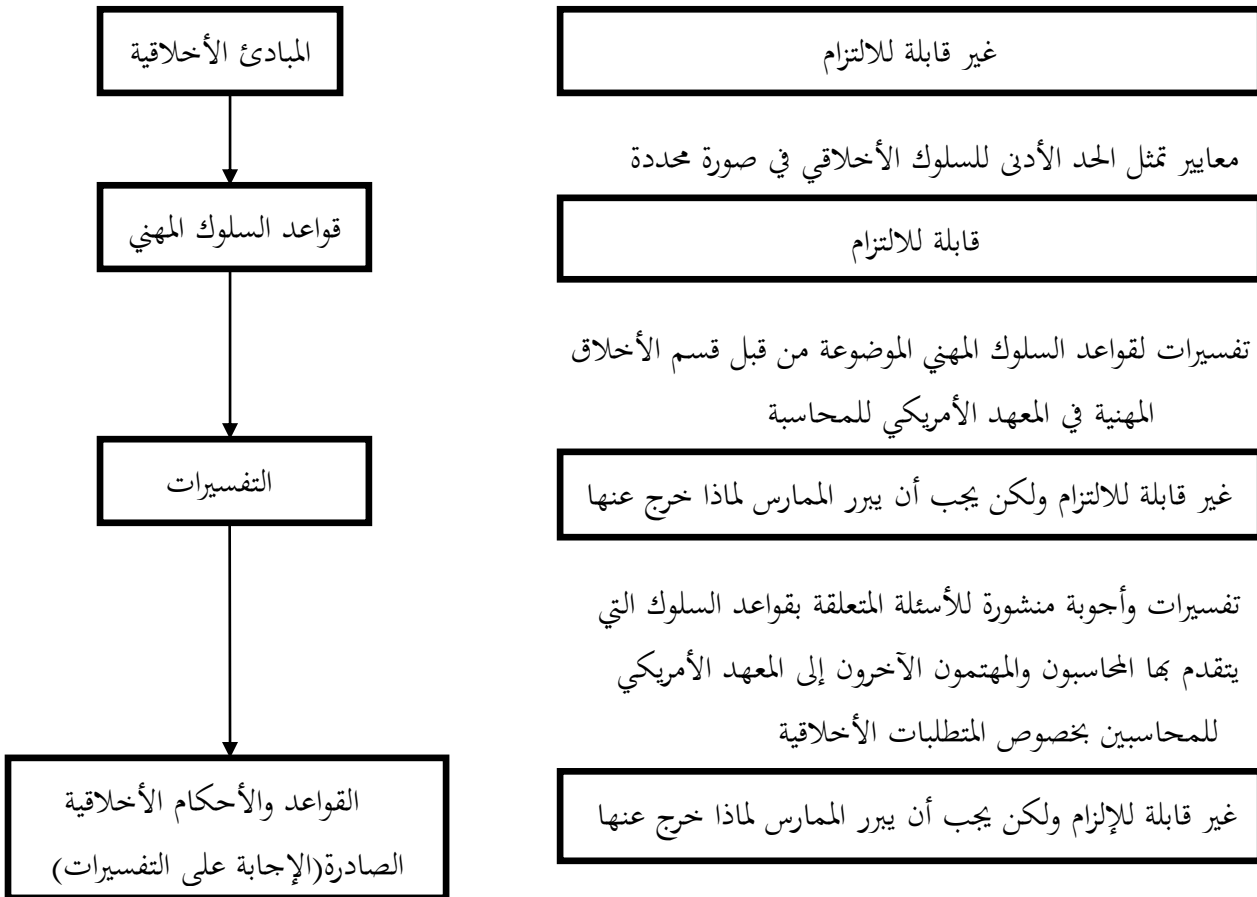 المبادئ الأخلاقية
غير قابلة للالتزام
معايير تمثل الحد الأدنى للسلوك الأخلاقي في صورة محددة
قواعد السلوك المهني
قابلة للالتزام
تفسيرات لقواعد السلوك المهني الموضوعة من قبل قسم الأخلاق
المهنية في المعهد الأمريكي للمحاسبة
التفسيرات
غير قابلة للالتزام ولكن يجب أن يبرر الممارس لماذا خرج عنها
تفسيرات وأجوبة منشورة للأسئلة المتعلقة بقواعد السلوك التي
يتقدم بها المحاسبون والمهتمون الآخرون إلى المعهد الأمريكي
للمحاسبين بخصوص المتطلبات الأخلاقية
القواعد والأحكام الأخلاقية
الصادرة(الإجابة على التفسيرات)
غير قابلة للإلزام ولكن يجب أن يبرر الممارس لماذا خرج عنها